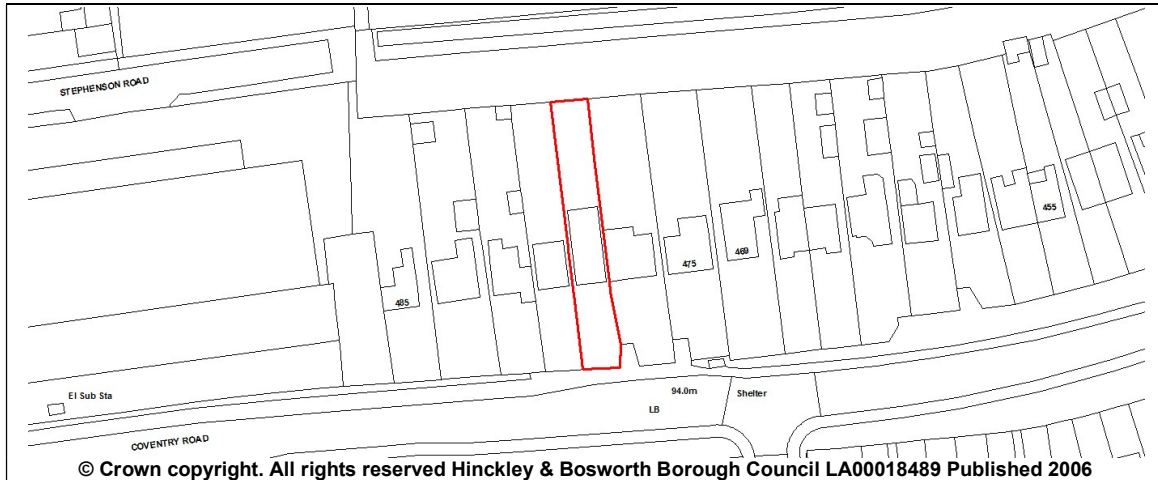 STEPHENSON ROAD
455
469
475
485
El Sub Sta
94.0m
Shelter
LB
COVENTRY ROAD
© Crown copyright. All rights reserved Hinckley & Bosworth Borough Council LA00018489 Published 2006